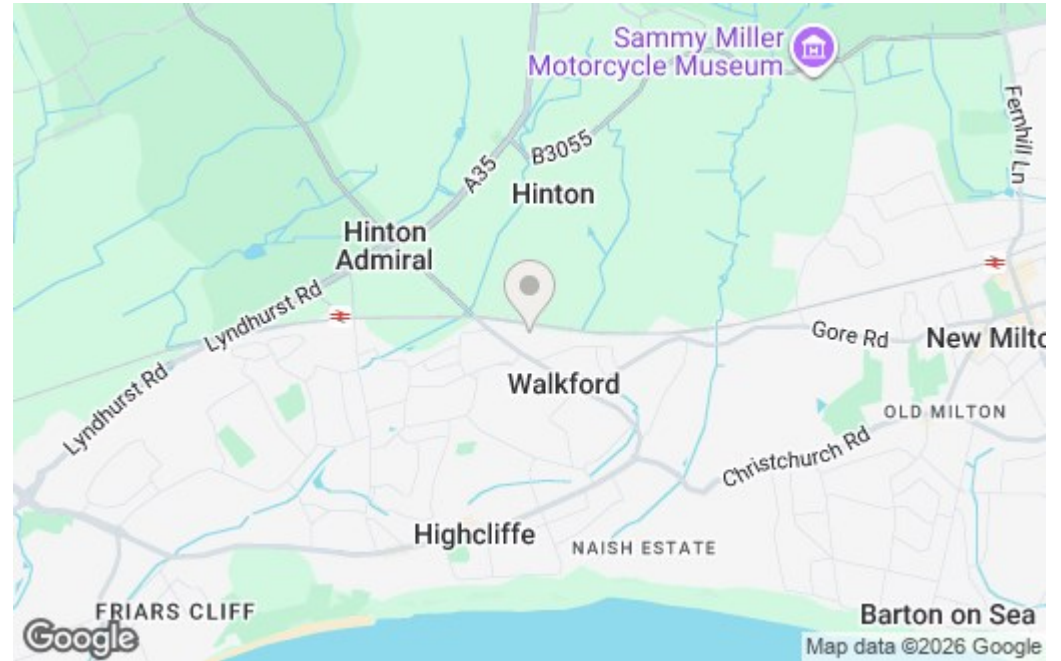 Sammy Miller
Motorcycle Museum
Fernhill Ln
B3055
A35
Hinton
Hinton
Admiral
Lyndhurst Rd
Gore Rd
New Milto
Walkford
Lyndhurst Rd
OLD MILTON
Christchurch Rd
Highcliffe
NAISH ESTATE
FRIARS CLIFF
Barton on Sea
Google
Map data ©2026 Google